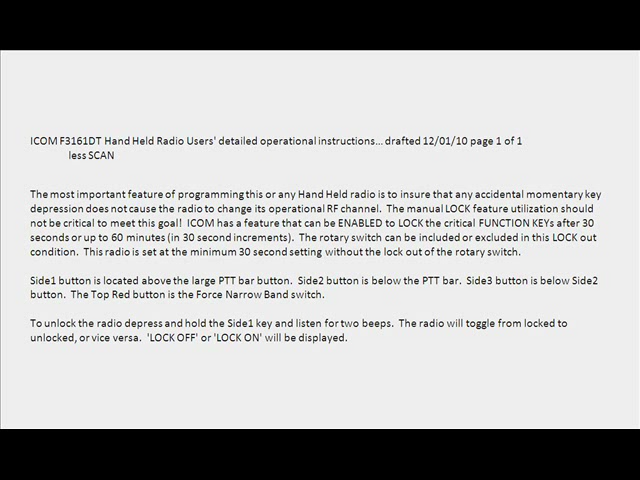 ICOM F3161DT Hand Held Radio Users' detailed operational instructions... drafted 12/01/10 page 1 of 1
less SCAN
The most important feature of programming this or any Hand Held radio is to insure that any accidental momentary key
depression does not cause the radio to change its operational RF channel.  The manual LOCK feature utilization should
not be critical to meet this goal!  ICOM has a feature that can be ENABLED to LOCK the critical FUNCTION KEYs after 30
seconds or up to 60 minutes (in 30 second increments).  The rotary switch can be included or excluded in this LOCK out
condition.  This radio is set at the minimum 30 second setting without the lock out of the rotary switch.
Side1 button is located above the large PTT bar button.  Side2 button is below the PTT bar.  Side3 button is below Side2
button.  The Top Red button is the Force Narrow Band switch.
To unlock the radio depress and hold the Side1 key and listen for two beeps.  The radio will toggle from locked to
unlocked, or vice versa.  'LOCK OFF' or 'LOCK ON' will be displayed.